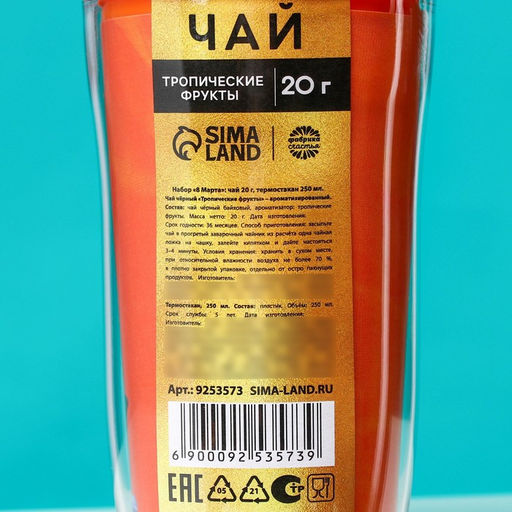 ЧАЙ
ТРОПИЧЕСКИЕ
ФРУКТЫ
20 г
SIMA
LAND
фабрика
счастья
Набор «8 Марта»: чай 20 г, термостакан 250 мл.
Чай чёрный «Тропические фрукты» – ароматизированный.
Состав: чай чёрный байховый, ароматизатор: тропические
фрукты. Масса нетто: 20 г. Дата изготовления:
Срок годности: 36 месяцев. Способ приготовления: засыпьте
чай в прогретый заварочный чайник из расчёта одна чайная
ложка на чашку, залейте кипятком и дайте настояться
3–4 минуты. Условия хранения: хранить в сухом месте,
при относительной влажности воздуха не более 70 %,
в плотно закрытой упаковке, отдельно от остро пахнущих
продуктов. Изготовитель:
Термостакан, 250 мл. Состав: пластик. Объём: 250 мл.
Срок службы: 5 лет. Дата изготовления:
Изготовитель:
Арт.: 9253573 SIMA-LAND.RU
6 900092 535739
EAC 05 21 СТР